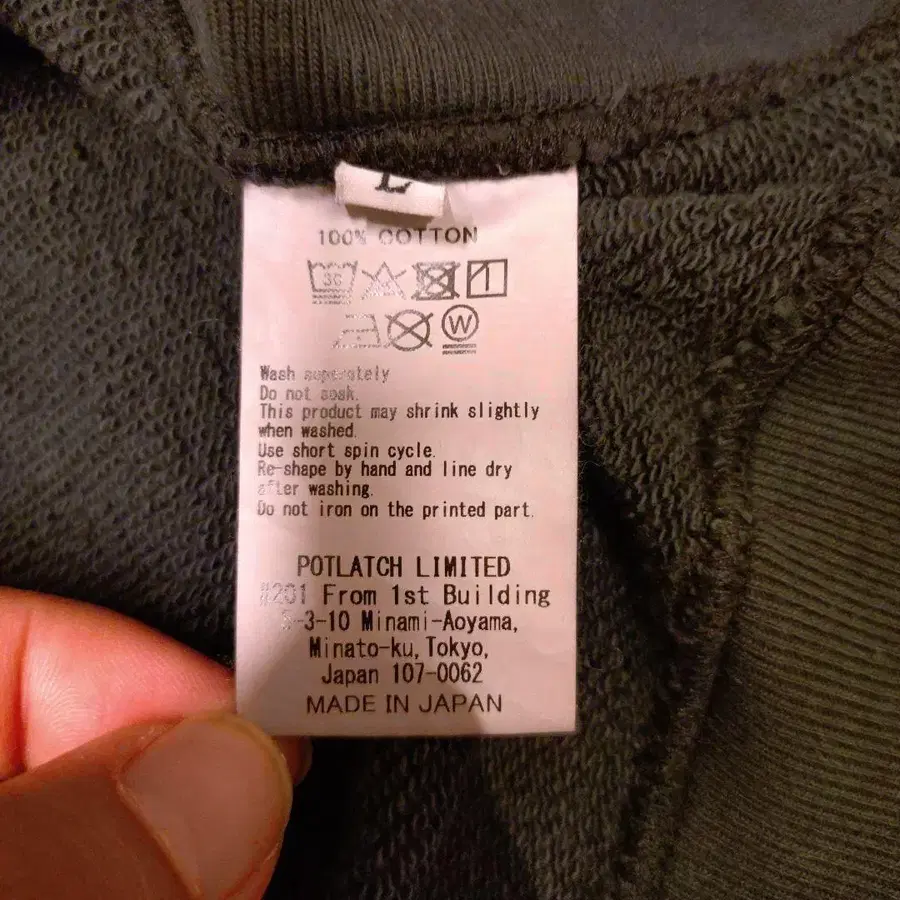 L
100% COTTON
30
W
Wash seperately
Do not soak.
This product may shrink slightly
when washed.
Use short spin cycle.
Re-shape by hand and line dry
after washing.
Do not iron on the printed part.
POTLATCH LIMITED
#201 From 1st Building
5-3-10 Minami-Aoyama,
Minato-ku, Tokyo,
Japan 107-0062
MADE IN JAPAN